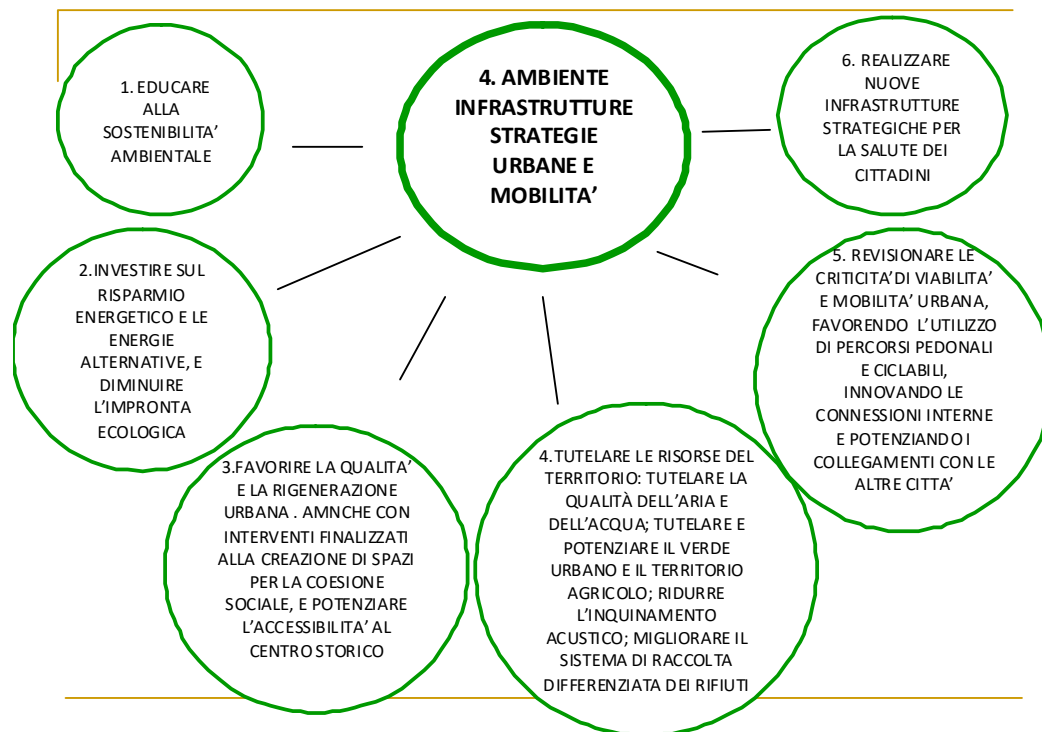 4. AMBIENTE
INFRASTRUTTURE
STRATEGIE
URBANE E
MOBILITA’
1. EDUCARE
ALLA
SOSTENIBILITA’
AMBIENTALE
2.INVESTIRE SUL
RISPARMIO
ENERGETICO E LE
ENERGIE
ALTERNATIVE, E
DIMINUIRE
L’IMPRONTA
ECOLOGICA
3.FAVORIRE LA QUALITA’
E LA RIGENERAZIONE
URBANA . AMNCHE CON
INTERVENTI FINALIZZATI
ALLA CREAZIONE DI SPAZI
PER LA COESIONE
SOCIALE, E POTENZIARE
L’ACCESSIBILITA’ AL
CENTRO STORICO
4.TUTELARE LE RISORSE DEL
TERRITORIO: TUTELARE LA
QUALITÀ DELL’ARIA E
DELL’ACQUA; TUTELARE E
POTENZIARE IL VERDE
URBANO E IL TERRITORIO
AGRICOLO; RIDURRE
L’INQUINAMENTO
ACUSTICO; MIGLIORARE IL
SISTEMA DI RACCOLTA
DIFFERENZIATA DEI RIFIUTI
5. REVISIONARE LE
CRITICITA’ DI VIABILITA’
E MOBILITA’ URBANA,
FAVORENDO L’UTILIZZO
DI PERCORSI PEDONALI
E CICLABILI,
INNOVANDO LE
CONNESSIONI INTERNE
E POTENZIANDO I
COLLEGAMENTI CON LE
ALTRE CITTA’
6. REALIZZARE
NUOVE
INFRASTRUTTURE
STRATEGICHE PER
LA SALUTE DEI
CITTADINI